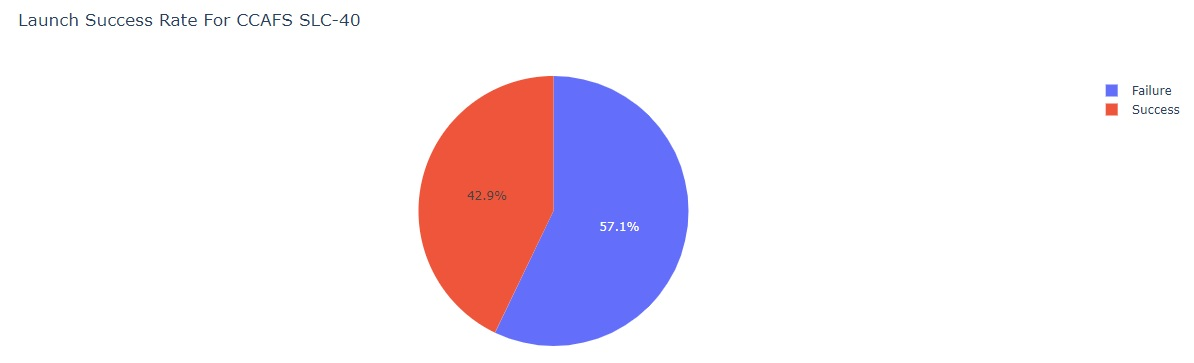 Launch Success Rate For CCAFS SLC-40
Failure
Success
42.9%
57.1%